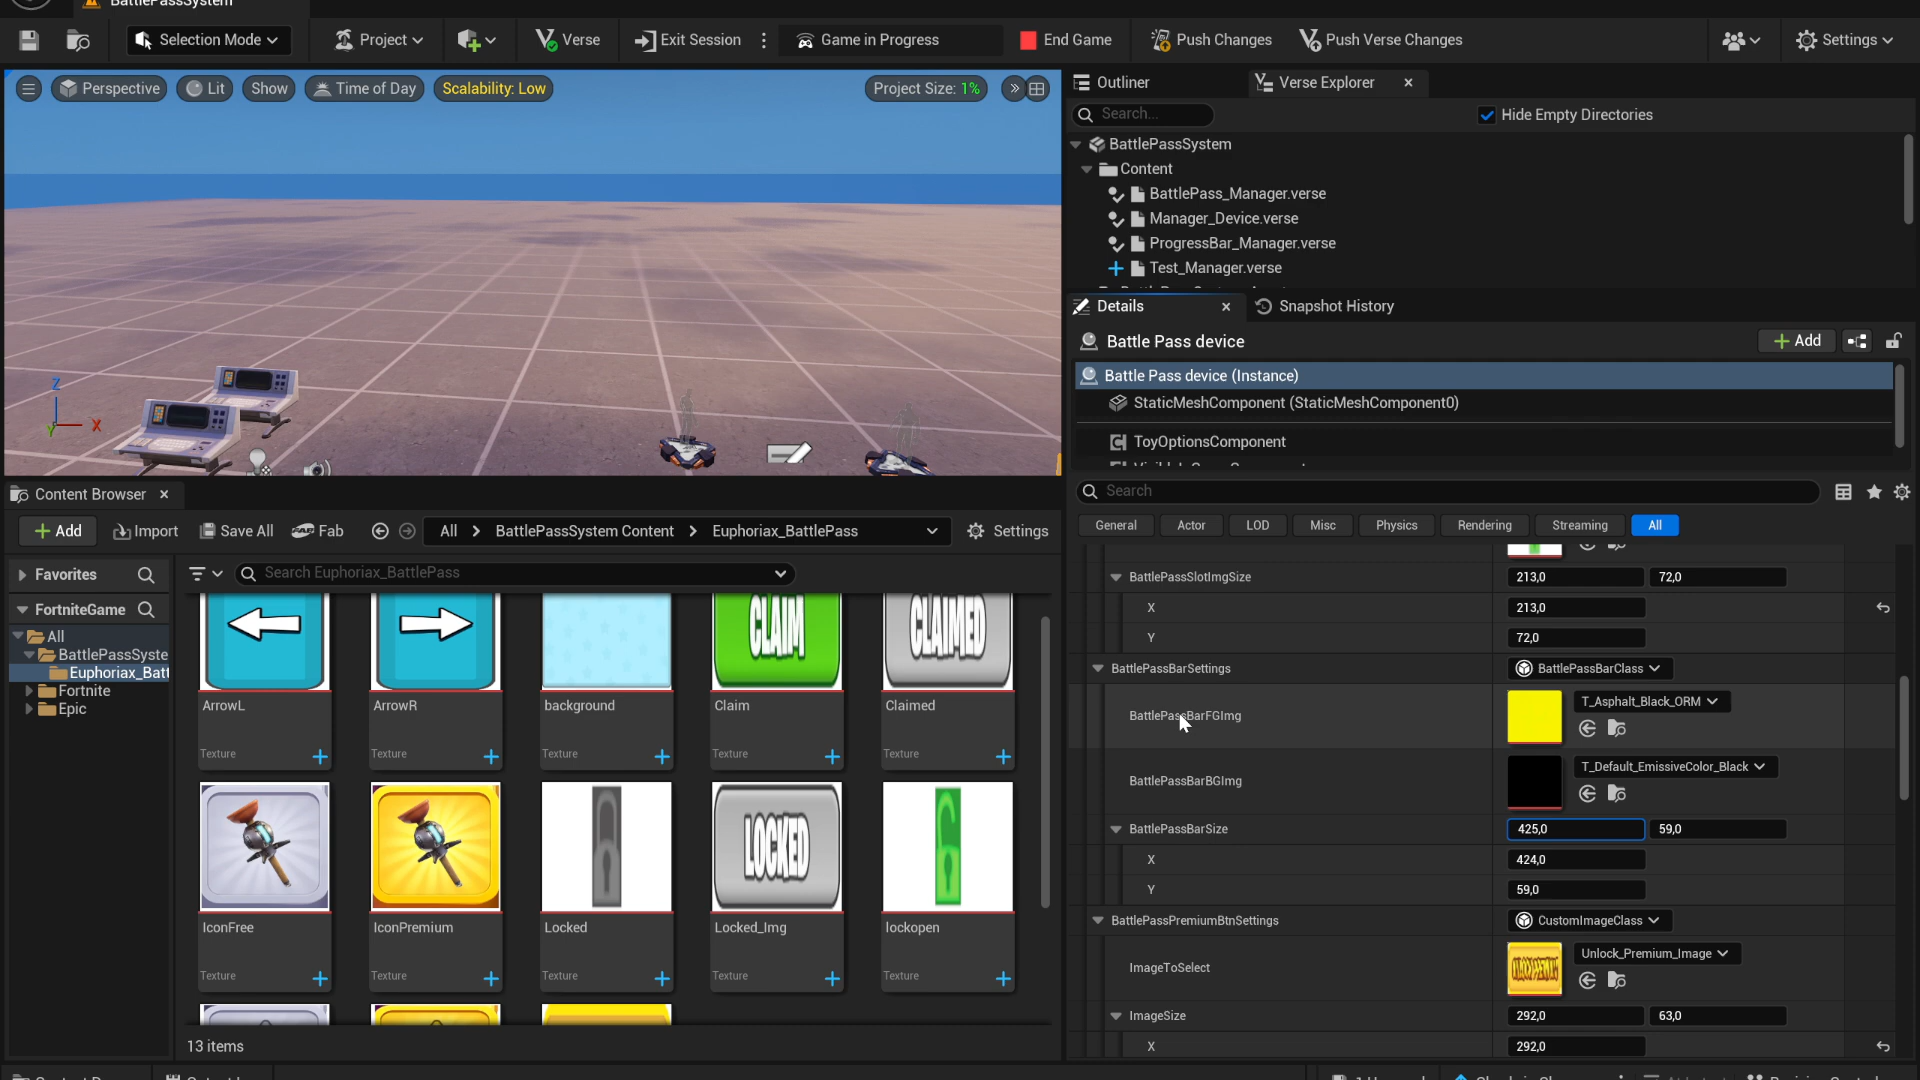 BattlePassSystem
Selection Mode
Project
Verse
Exit Session
Game in Progress
End Game
Push Changes
Push Verse Changes
Settings
Perspective
Lit
Show
Time of Day
Scalability: Low
Project Size: 1%
Outliner
Verse Explorer
Search...
Hide Empty Directories
BattlePassSystem
Content
BattlePass_Manager.verse
Manager_Device.verse
ProgressBar_Manager.verse
Test_Manager.verse
Details
Snapshot History
Battle Pass device
Add
Battle Pass device (Instance)
StaticMeshComponent (StaticMeshComponent0)
ToyOptionsComponent
Search
General
Actor
LOD
Misc
Physics
Rendering
Streaming
All
BattlePassSlotImgSize
213,0
72,0
X
213,0
Y
72,0
BattlePassBarSettings
BattlePassBarClass
BattlePassBarFGImg
T_Asphalt_Black_ORM
BattlePassBarBGImg
T_Default_EmissiveColor_Black
BattlePassBarSize
425,0
59,0
X
424,0
Y
59,0
BattlePassPremiumBtnSettings
CustomImageClass
ImageToSelect
Unlock_Premium_Image
ImageSize
292,0
63,0
X
292,0
Z
X
Y
Content Browser
Add
Import
Save All
Fab
All
BattlePassSystem Content
Euphoriax_BattlePass
Settings
Favorites
FortniteGame
All
BattlePassSyste
Euphoriax_Batt
Fortnite
Epic
Search Euphoriax_BattlePass
CLAIM
CLAIMED
ArrowL
Texture
ArrowR
Texture
background
Texture
Claim
Texture
Claimed
Texture
LOCKED
IconFree
Texture
IconPremium
Texture
Locked
Texture
Locked_Img
Texture
lockopen
Texture
13 items